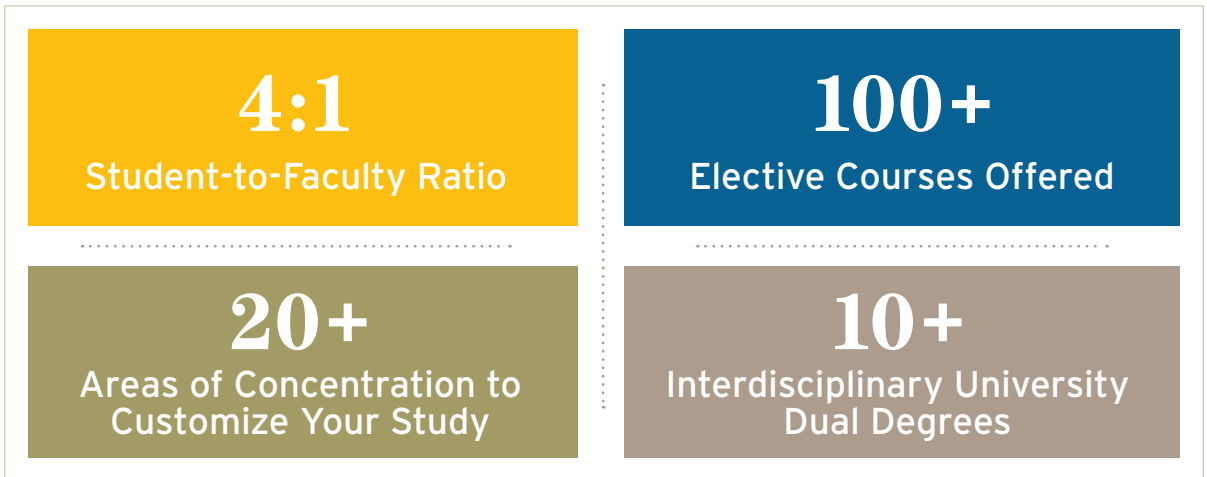 4:1
Student-to-Faculty Ratio
100+
Elective Courses Offered
20+
Areas of Concentration to
Customize Your Study
10+
Interdisciplinary University
Dual Degrees